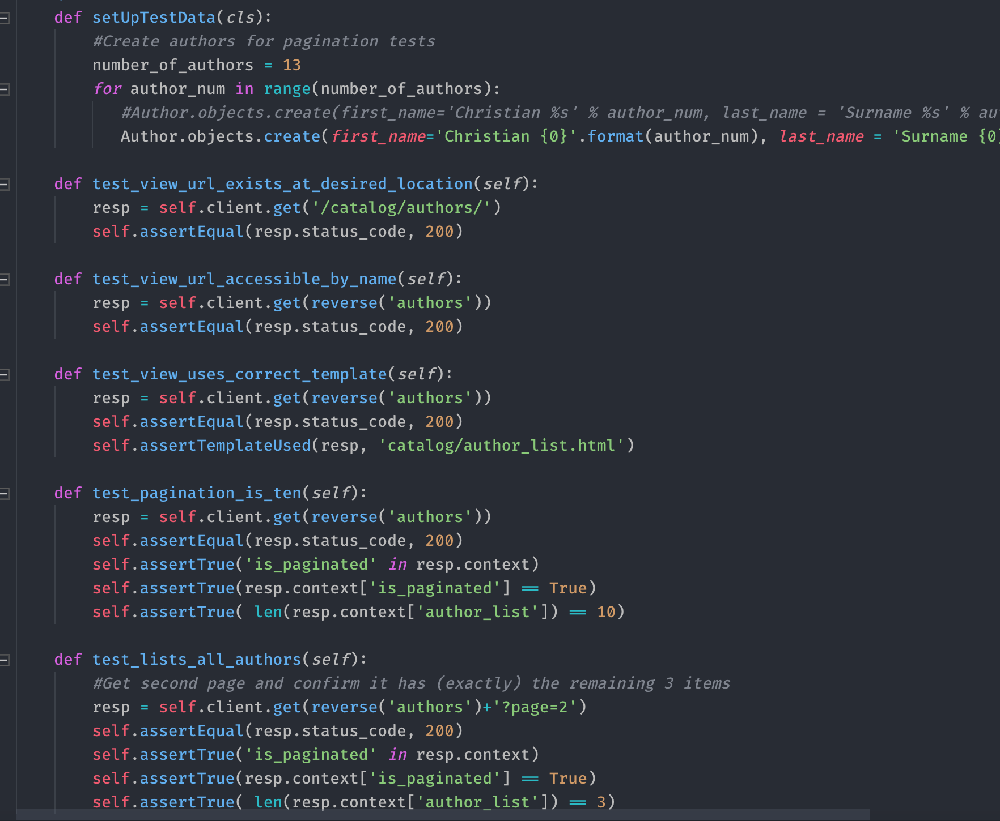 def setUpTestData(cls):
#Create authors for pagination tests
number_of_authors = 13
for author_num in range(number_of_authors):
#Author.objects.create(first_name='Christian %s' % author_num, last_name = 'Surname %s' % au
Author.objects.create(first_name='Christian {0}'.format(author_num), last_name = 'Surname {0}
def test_view_url_exists_at_desired_location(self):
resp = self.client.get('/catalog/authors/')
self.assertEqual(resp.status_code, 200)
def test_view_url_accessible_by_name(self):
resp = self.client.get(reverse('authors'))
self.assertEqual(resp.status_code, 200)
def test_view_uses_correct_template(self):
resp = self.client.get(reverse('authors'))
self.assertEqual(resp.status_code, 200)
self.assertTemplateUsed(resp, 'catalog/author_list.html')
def test_pagination_is_ten(self):
resp = self.client.get(reverse('authors'))
self.assertEqual(resp.status_code, 200)
self.assertTrue('is_paginated' in resp.context)
self.assertTrue(resp.context['is_paginated'] == True)
self.assertTrue( len(resp.context['author_list']) == 10)
def test_lists_all_authors(self):
#Get second page and confirm it has (exactly) the remaining 3 items
resp = self.client.get(reverse('authors')+'?page=2')
self.assertEqual(resp.status_code, 200)
self.assertTrue('is_paginated' in resp.context)
self.assertTrue(resp.context['is_paginated'] == True)
self.assertTrue( len(resp.context['author_list']) == 3)